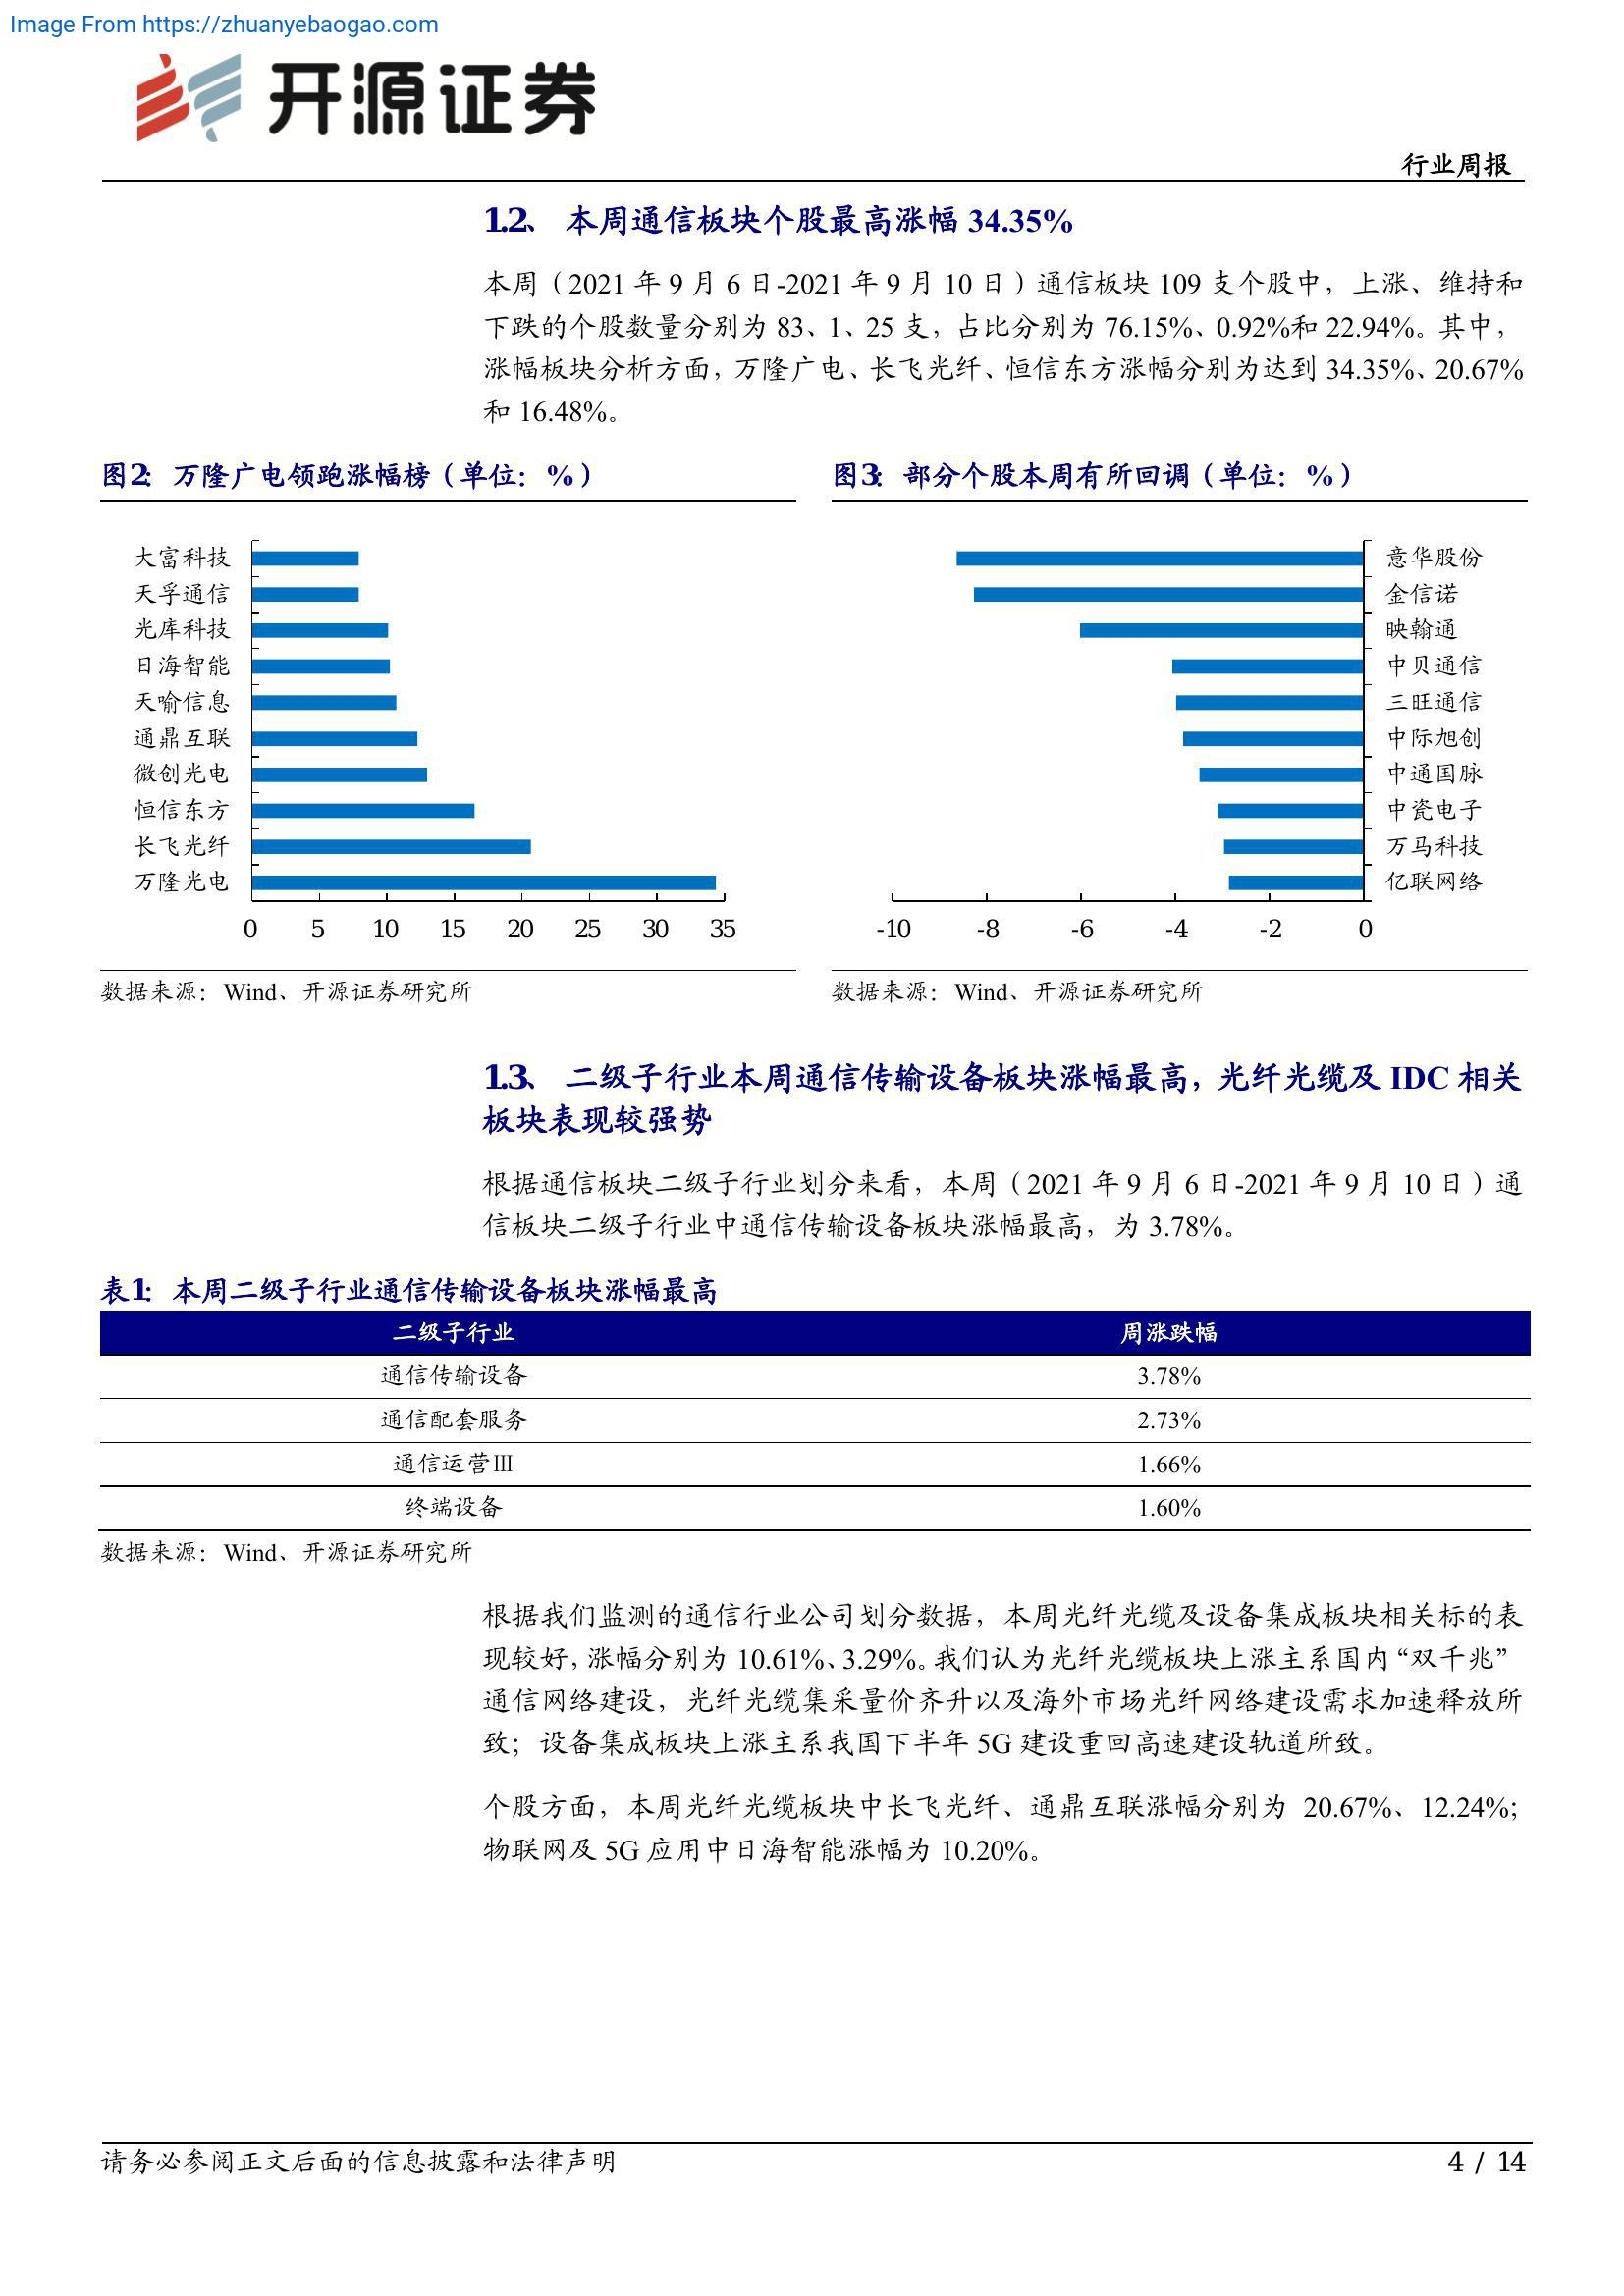 Image From https://zhuanyebaogao.com
开源证券
行业周报
1.2、 本周通信板块个股最高涨幅 34.35%
本周（2021 年 9 月 6 日-2021 年 9 月 10 日）通信板块 109 支个股中，上涨、维持和
下跌的个股数量分别为 83、1、25 支，占比分别为 76.15%、0.92%和 22.94%。其中，
涨幅板块分析方面，万隆广电、长飞光纤、恒信东方涨幅分别为达到 34.35%、20.67%
和 16.48%。
图2： 万隆广电领跑涨幅榜（单位：%）
大富科技
天孚通信
光库科技
日海智能
天喻信息
通鼎互联
微创光电
恒信东方
长飞光纤
万隆光电
0 5 10 15 20 25 30 35
数据来源：Wind、开源证券研究所
图3： 部分个股本周有所回调（单位：%）
意华股份
金信诺
映翰通
中贝通信
三旺通信
中际旭创
中通国脉
中瓷电子
万马科技
亿联网络
-10 -8 -6 -4 -2 0
数据来源：Wind、开源证券研究所
1.3、 二级子行业本周通信传输设备板块涨幅最高，光纤光缆及 IDC 相关
板块表现较强势
根据通信板块二级子行业划分来看，本周（2021 年 9 月 6 日-2021 年 9 月 10 日）通
信板块二级子行业中通信传输设备板块涨幅最高，为 3.78%。
表1： 本周二级子行业通信传输设备板块涨幅最高
二级子行业 周涨跌幅
通信传输设备 3.78%
通信配套服务 2.73%
通信运营Ⅲ 1.66%
终端设备 1.60%
数据来源：Wind、开源证券研究所
根据我们监测的通信行业公司划分数据，本周光纤光缆及设备集成板块相关标的表
现较好，涨幅分别为 10.61%、3.29%。我们认为光纤光缆板块上涨主系国内“双千兆”
通信网络建设，光纤光缆集采量价齐升以及海外市场光纤网络建设需求加速释放所
致；设备集成板块上涨主系我国下半年 5G 建设重回高速建设轨道所致。
个股方面，本周光纤光缆板块中长飞光纤、通鼎互联涨幅分别为 20.67%、12.24%；
物联网及 5G 应用中日海智能涨幅为 10.20%。
请务必参阅正文后面的信息披露和法律声明
4 / 14